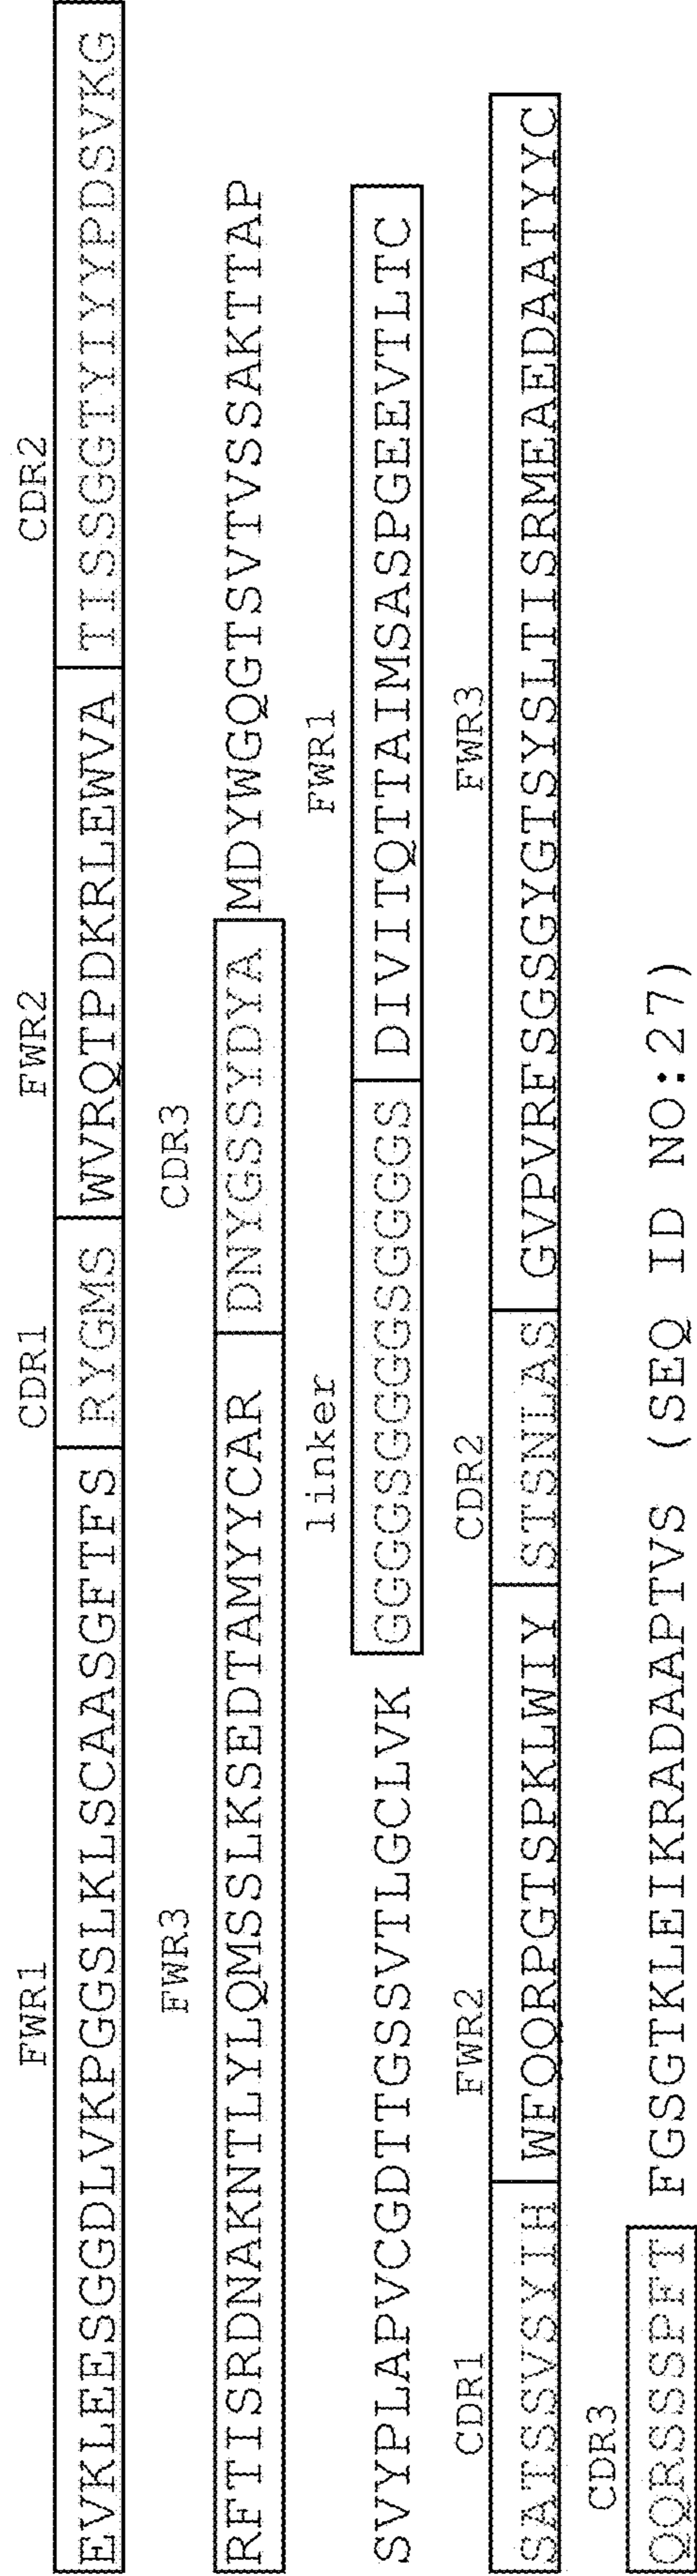 FWR1 CDR1 FWR2 CDR2
EVKLEESGGDLVKPGGSLKLSCAASGFTFS RYGMS WVRQTPDKRLEWVA TISSGGTYIYYPDSVKG
FWR3 CDR3
RFTISRDNAKNTLYLQMSSLKSEDTAMYYCAR DNYGSSYDYA MDYWGQGTSVTVSSAKTTAP
linker FWR1
SVYPLAPVCGDTTGSSVTLGCLVK GGGGSGGGGSGGGGS DIVITQTTAIMSASPGEEVTLTC
CDR1 FWR2 CDR2 FWR3
SATSSVSYIH WFQQRPGTSPKLWIY STSNLAS GVPVRFSGSGYGTSYSLTISRMEAEDAATYYC
CDR3
QQRSSSPFT FGSGTKLEIKRADAAPTVS (SEQ ID NO:27)